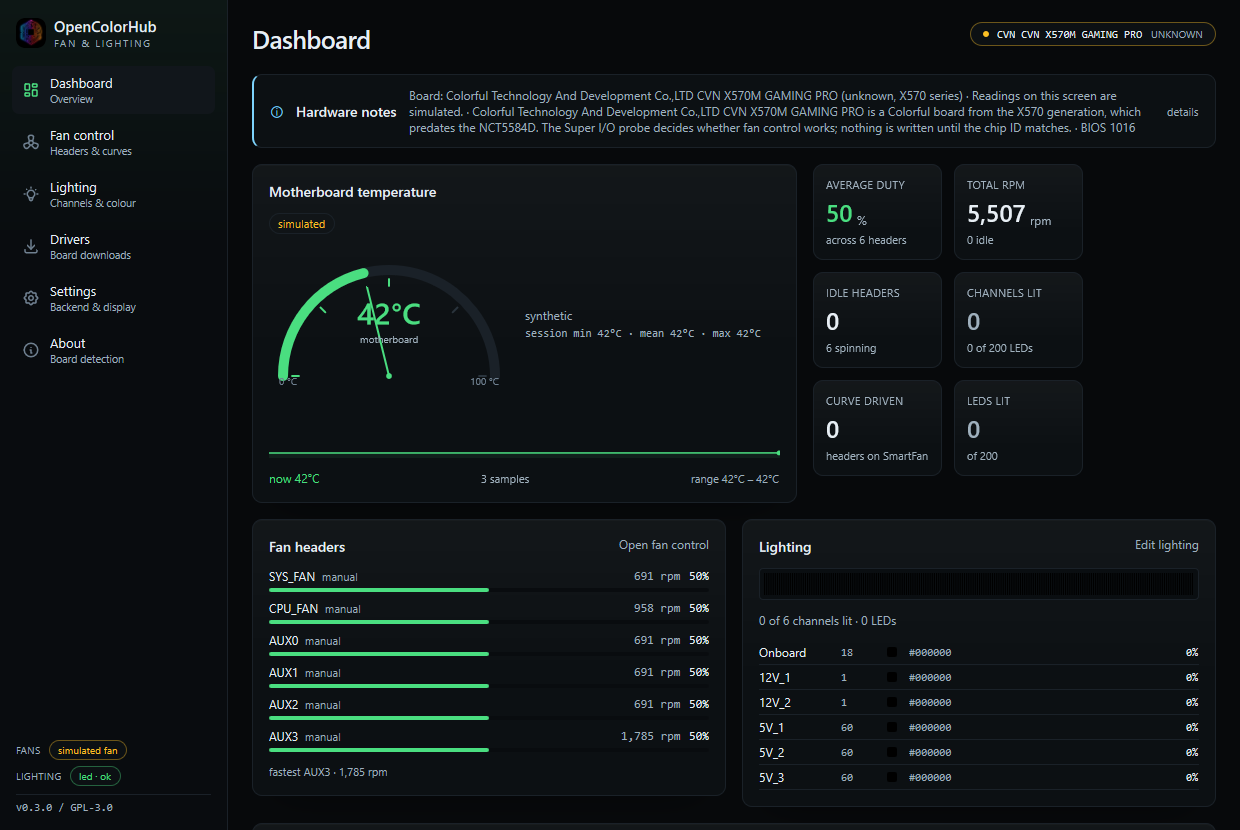 OpenColorHub
FAN & LIGHTING
Dashboard
Overview
Fan control
Headers & curves
Lighting
Channels & colour
Drivers
Board downloads
Settings
Backend & display
About
Board detection
FANS simulated fan
LIGHTING led · ok
v0.3.0 / GPL-3.0
Dashboard
CVN CVN X570M GAMING PRO UNKNOWN
Hardware notes
Board: Colorful Technology And Development Co.,LTD CVN X570M GAMING PRO (unknown, X570 series) · Readings on this screen are
simulated. · Colorful Technology And Development Co.,LTD CVN X570M GAMING PRO is a Colorful board from the X570 generation, which
predates the NCT5584D. The Super I/O probe decides whether fan control works; nothing is written until the chip ID matches. · BIOS 1016
details
Motherboard temperature
simulated
42°C
motherboard
0 °C
100 °C
synthetic
session min 42°C · mean 42°C · max 42°C
now 42°C
3 samples
range 42°C – 42°C
AVERAGE DUTY
50 %
across 6 headers
TOTAL RPM
5,507 rpm
0 idle
IDLE HEADERS
0
6 spinning
CHANNELS LIT
0
0 of 200 LEDs
CURVE DRIVEN
0
headers on SmartFan
LEDS LIT
0
of 200
Fan headers
Open fan control
SYS_FAN manual 691 rpm 50%
CPU_FAN manual 958 rpm 50%
AUX0 manual 691 rpm 50%
AUX1 manual 691 rpm 50%
AUX2 manual 691 rpm 50%
AUX3 manual 1,785 rpm 50%
fastest AUX3 · 1,785 rpm
Lighting
Edit lighting
0 of 6 channels lit · 0 LEDs
Onboard 18 #000000 0%
12V_1 1 #000000 0%
12V_2 1 #000000 0%
5V_1 60 #000000 0%
5V_2 60 #000000 0%
5V_3 60 #000000 0%